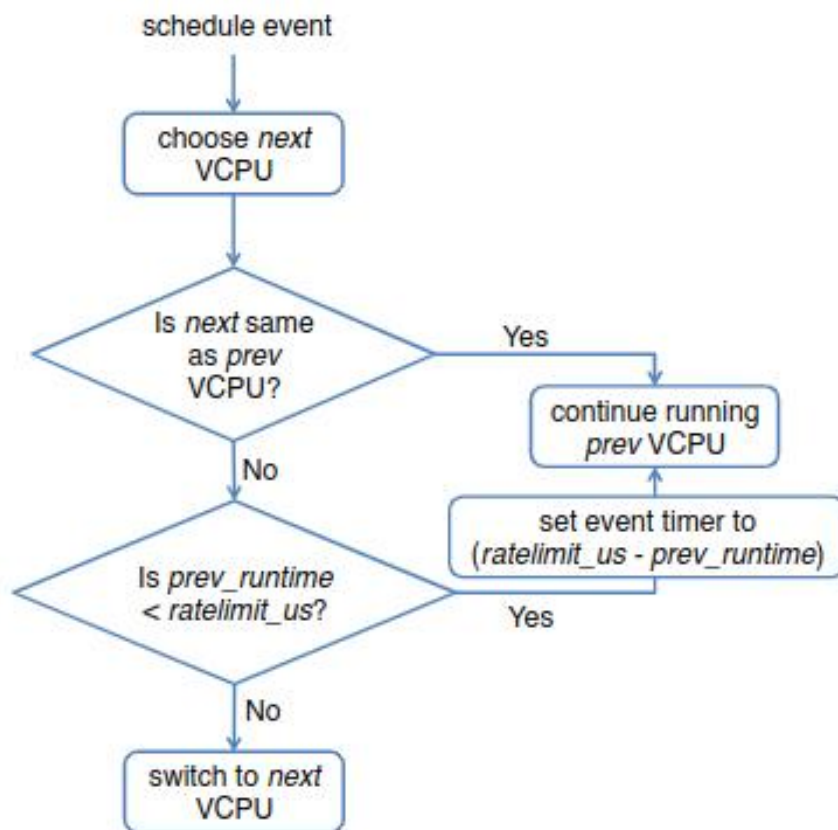 schedule event
choose next
VCPU
Is next same
as prev
VCPU?
Yes
continue running
prev VCPU
No
set event timer to
(ratelimit_us - prev_runtime)
Is prev_runtime
< ratelimit_us?
Yes
No
switch to next
VCPU